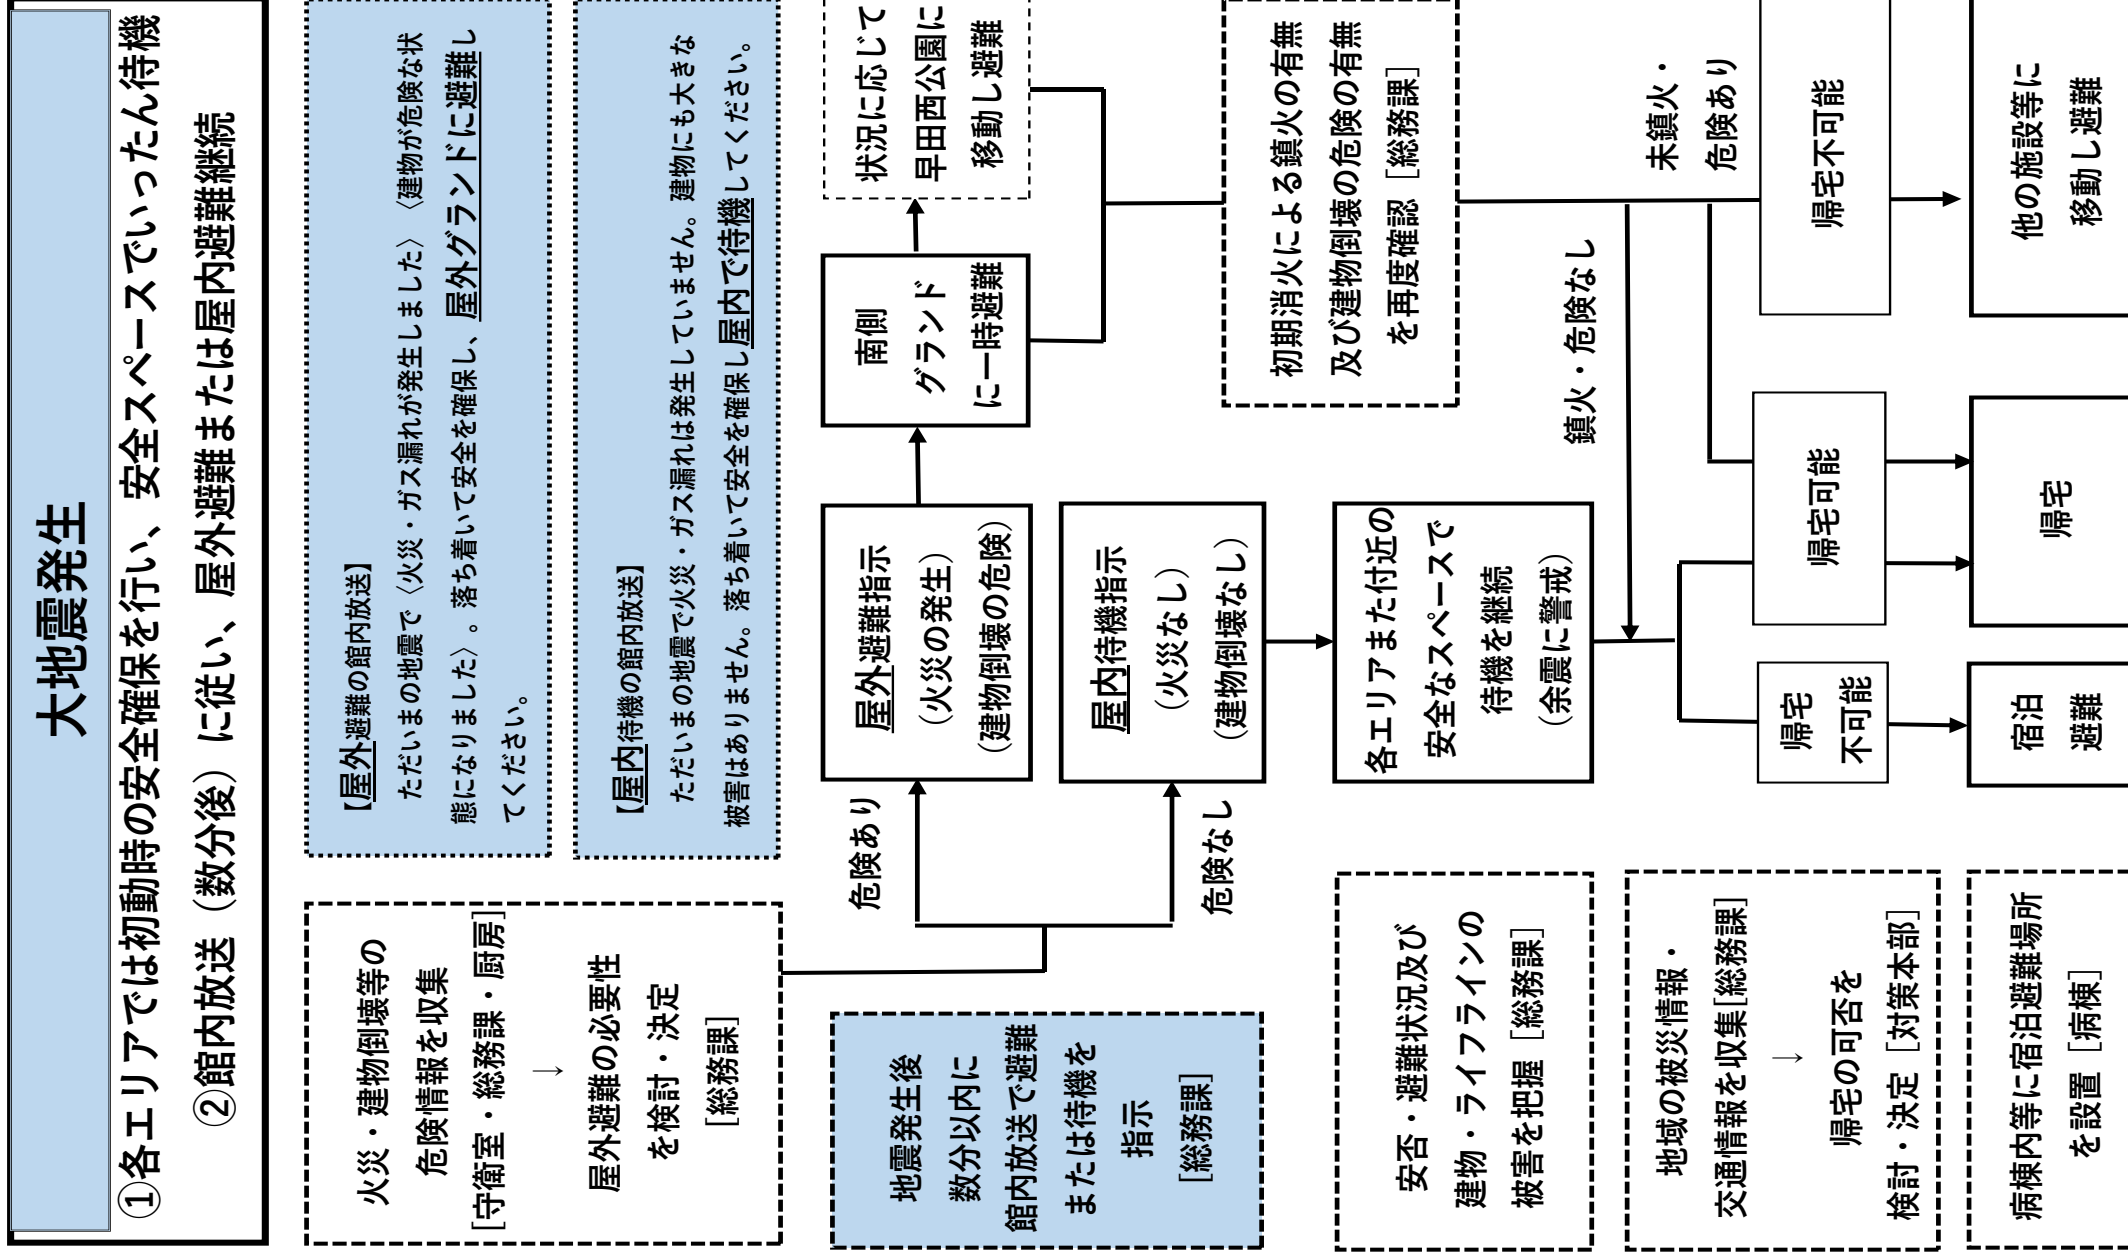 大地震発生
①各エリアでは初動時の安全確保を行い、安全スペースでいったん待機
②館内放送（数分後）に従い、屋外避難または屋内避難継続
火災・建物倒壊等の
危険情報を収集
［守衛室・総務課・厨房］
→
屋外避難の必要性
を検討・決定
［総務課］
【屋外避難の館内放送】
ただいまの地震で〈火災・ガス漏れが発生しました〉〈建物が危険な状
態になりました〉。落ち着いて安全を確保し、屋外グランドに避難し
てください。
【屋内待機の館内放送】
ただいまの地震で火災・ガス漏れは発生していません。建物にも大きな
被害はありません。落ち着いて安全を確保し屋内で待機してください。
地震発生後
数分以内に
館内放送で避難
または待機を
指示
［総務課］
危険あり
危険なし
屋外避難指示
（火災の発生）
（建物倒壊の危険）
南側
グランド
に一時避難
状況に応じて
早田西公園に
移動し避難
屋内待機指示
（火災なし）
（建物倒壊なし）
初期消火による鎮火の有無
及び建物倒壊の危険の有無
を再度確認［総務課］
安否・避難状況及び
建物・ライフラインの
被害を把握［総務課］
各エリアまた付近の
安全なスペースで
待機を継続
（余震に警戒）
鎮火・危険なし
未鎮火・
危険あり
地域の被災情報・
交通情報を収集［総務課］
→
帰宅の可否を
検討・決定［対策本部］
帰宅
不可能
帰宅可能
帰宅不可能
病棟内等に宿泊避難場所
を設置［病棟］
宿泊
避難
帰宅
他の施設等に
移動し避難